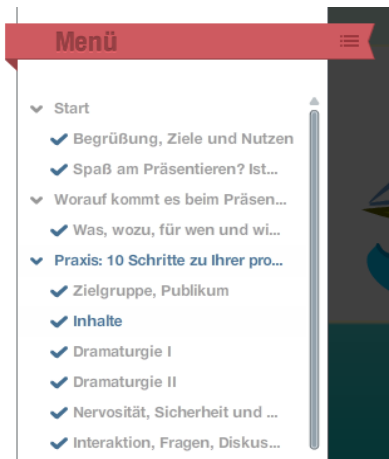 Menü
Start
Begrüßung, Ziele und Nutzen
Spaß am Präsentieren? Ist...
Worauf kommt es beim Präsen...
Was, wozu, für wen und wi...
Praxis: 10 Schritte zu Ihrer pro...
Zielgruppe, Publikum
Inhalte
Dramaturgie I
Dramaturgie II
Nervosität, Sicherheit und ...
Interaktion, Fragen, Diskus...